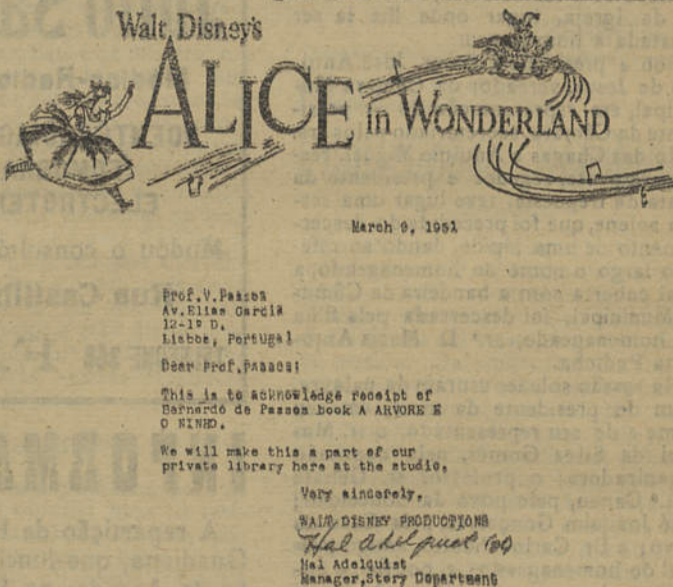 Walt Disney's
ALICE in WONDERLAND
March 9, 1951
Prof.V.Passos
Av.Elias Garcia
12-1º D.
Lisboa, Portugal
Dear Prof.Passos:
This is to acknowledge receipt of
Bernardo de Passos book A ARVORE E
O NINHO.
We will make this a part of our
private library here at the studio.
Very sincerely,
WALT DISNEY PRODUCTIONS
Hal Adelquist
Hal Adelquist
Manager,Story Department